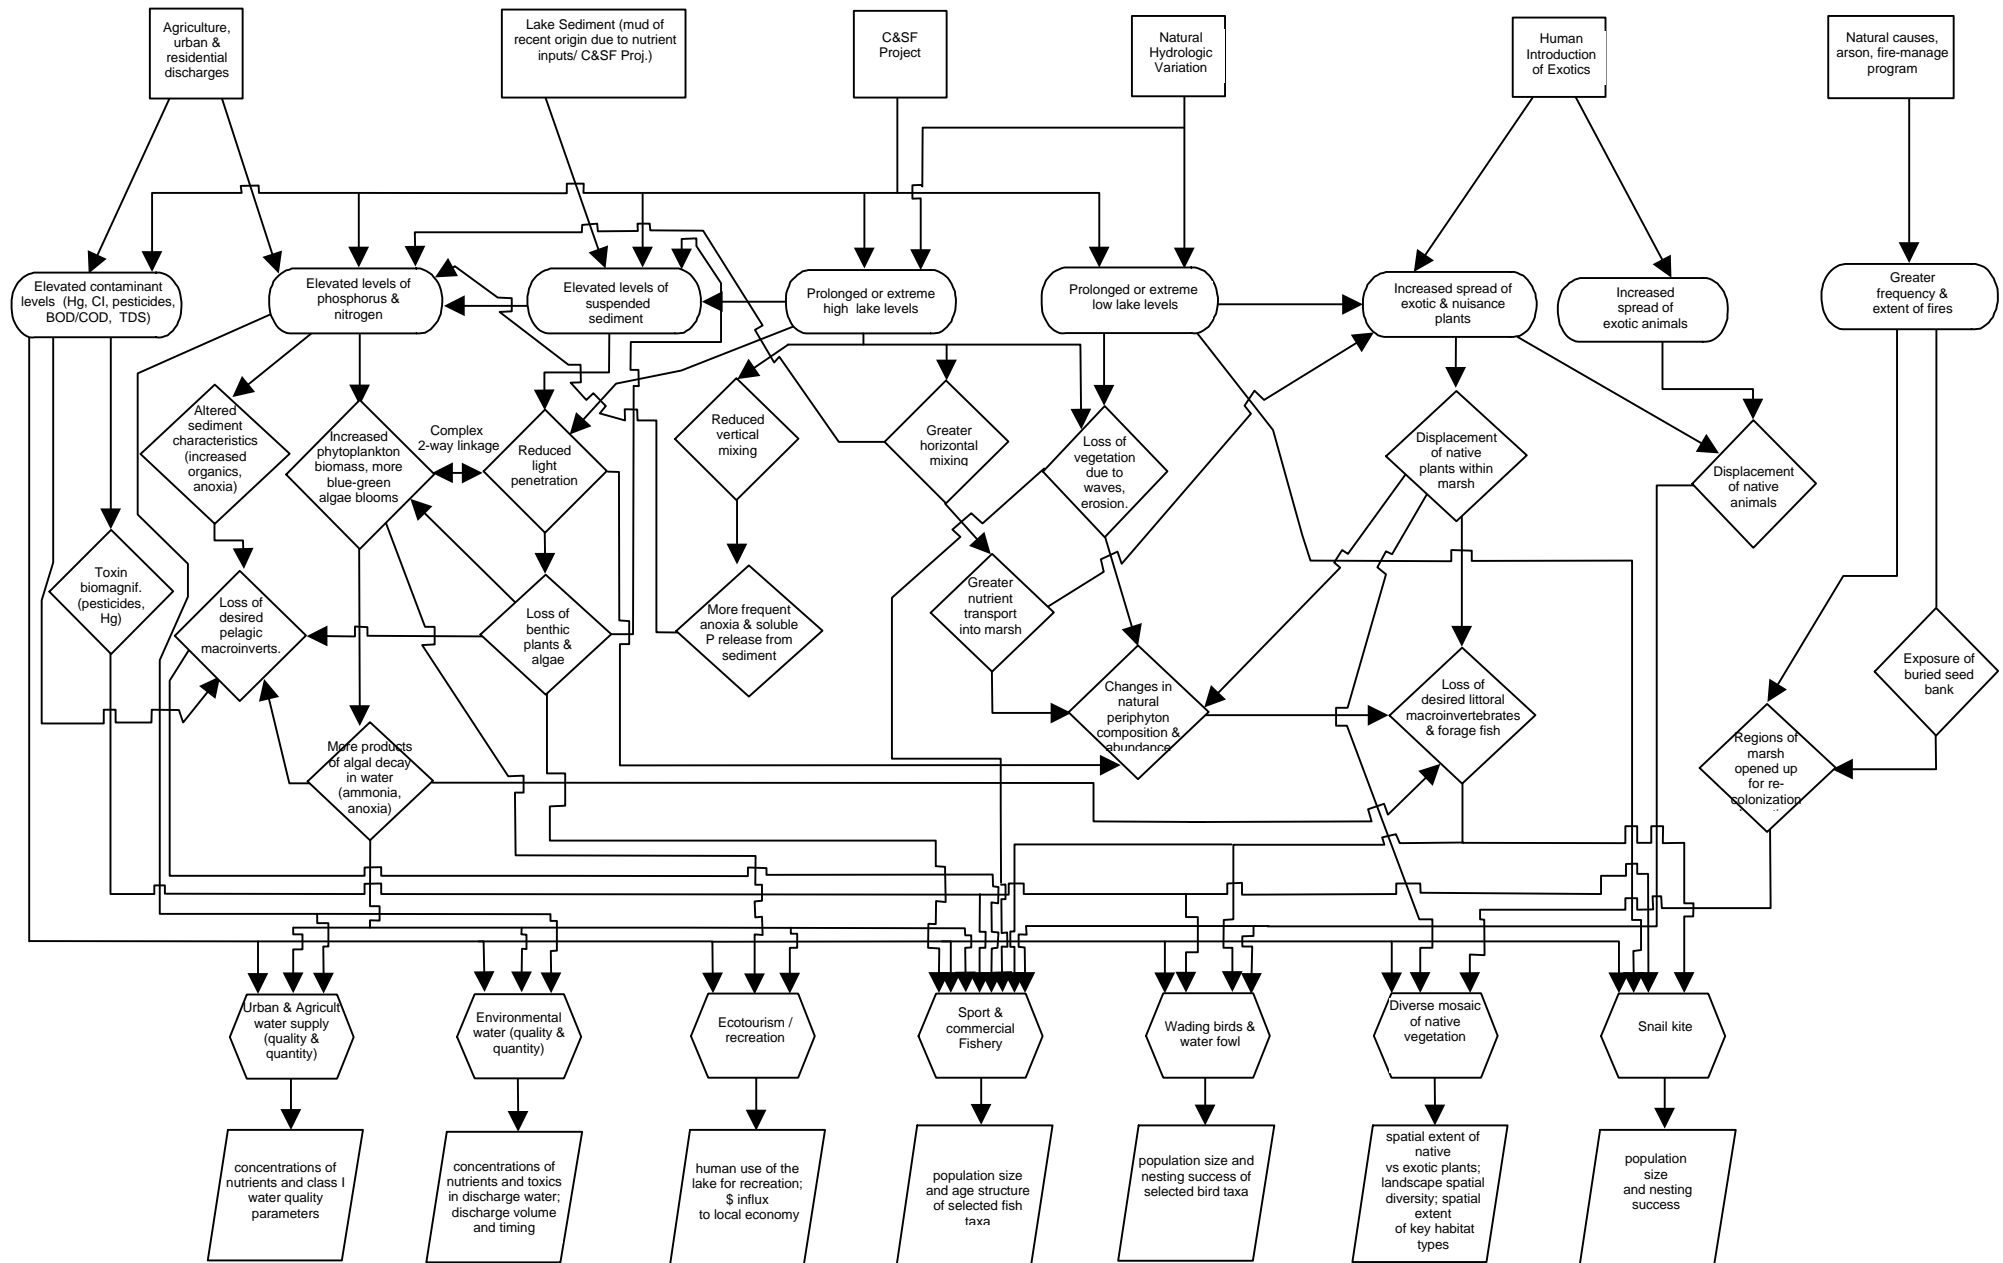 Agriculture,
urban &
residential
discharges
Lake Sediment (mud of
recent origin due to nutrient
inputs/ C&SF Proj.)
C&SF
Project
Natural
Hydrologic
Variation
Human
Introduction
of Exotics
Natural causes,
arson, fire-manage
program
Elevated contaminant
levels (Hg, Cl, pesticides,
BOD/COD, TDS)
Elevated levels of
phosphorus &
nitrogen
Elevated levels of
suspended
sediment
Prolonged or extreme
high lake levels
Prolonged or extreme
low lake levels
Increased spread of
exotic & nuisance
plants
Increased
spread of
exotic animals
Greater
frequency &
extent of fires
Altered
sediment
characteristics
(increased
organics,
anoxia)
Increased
phytoplankton
biomass, more
blue-green
algae blooms
Complex
2-way linkage
Reduced
light
penetration
Reduced
vertical
mixing
Greater
horizontal
mixing
Loss of
vegetation
due to
waves,
erosion.
Displacement
of native
plants within
marsh
Displacement
of native
animals
Toxin
biomagnif.
(pesticides,
Hg)
Loss of
desired
pelagic
macroinverts.
Loss of
benthic
plants &
algae
More frequent
anoxia & soluble
P release from
sediment
Greater
nutrient
transport
into marsh
Changes in
natural
periphyton
composition &
abundance
Loss of
desired littoral
macroinvertebrates
& forage fish
Exposure of
buried seed
bank
Regions of
marsh
opened up
for re-
colonization
More products
of algal decay
in water
(ammonia,
anoxia)
Urban & Agricult
water supply
(quality &
quantity)
Environmental
water (quality &
quantity)
Ecotourism /
recreation
Sport &
commercial
Fishery
Wading birds &
water fowl
Diverse mosaic
of native
vegetation
Snail kite
concentrations of
nutrients and class I
water quality
parameters
concentrations of
nutrients and toxics
in discharge water;
discharge volume
and timing
human use of the
lake for recreation;
$ influx
to local economy
population size
and age structure
of selected fish
taxa
population size and
nesting success of
selected bird taxa
spatial extent of
native
vs exotic plants;
landscape spatial
diversity; spatial
extent
of key habitat
types
population
size
and nesting
success